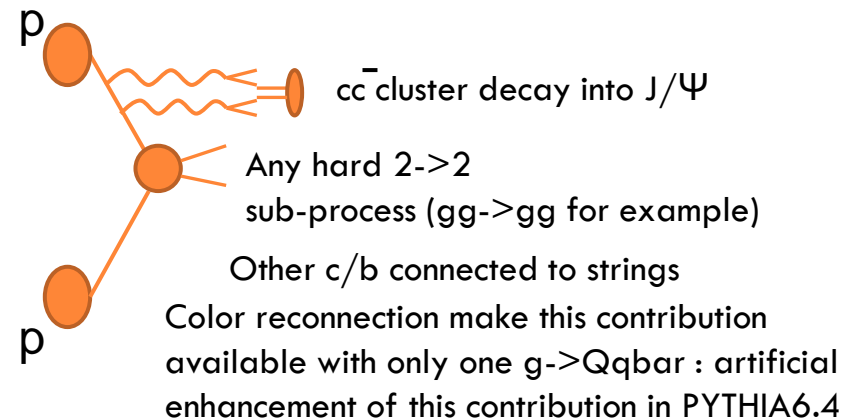 p
cc̄ cluster decay into J/Ψ
Any hard 2->2
sub-process (gg->gg for example)
Other c/b connected to strings
p
Color reconnection make this contribution
available with only one g->Qqbar : artificial
enhancement of this contribution in PYTHIA6.4